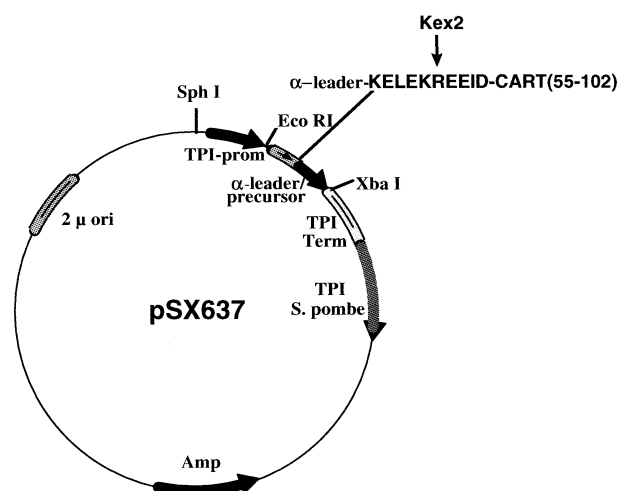 Kex2
α-leader-KELEKREEID-CART(55-102)
Sph I
Eco RI
TPI-prom
α-leader/
precursor
Xba I
TPI
Term
2 μ ori
TPI
S. pombe
pSX637
Amp